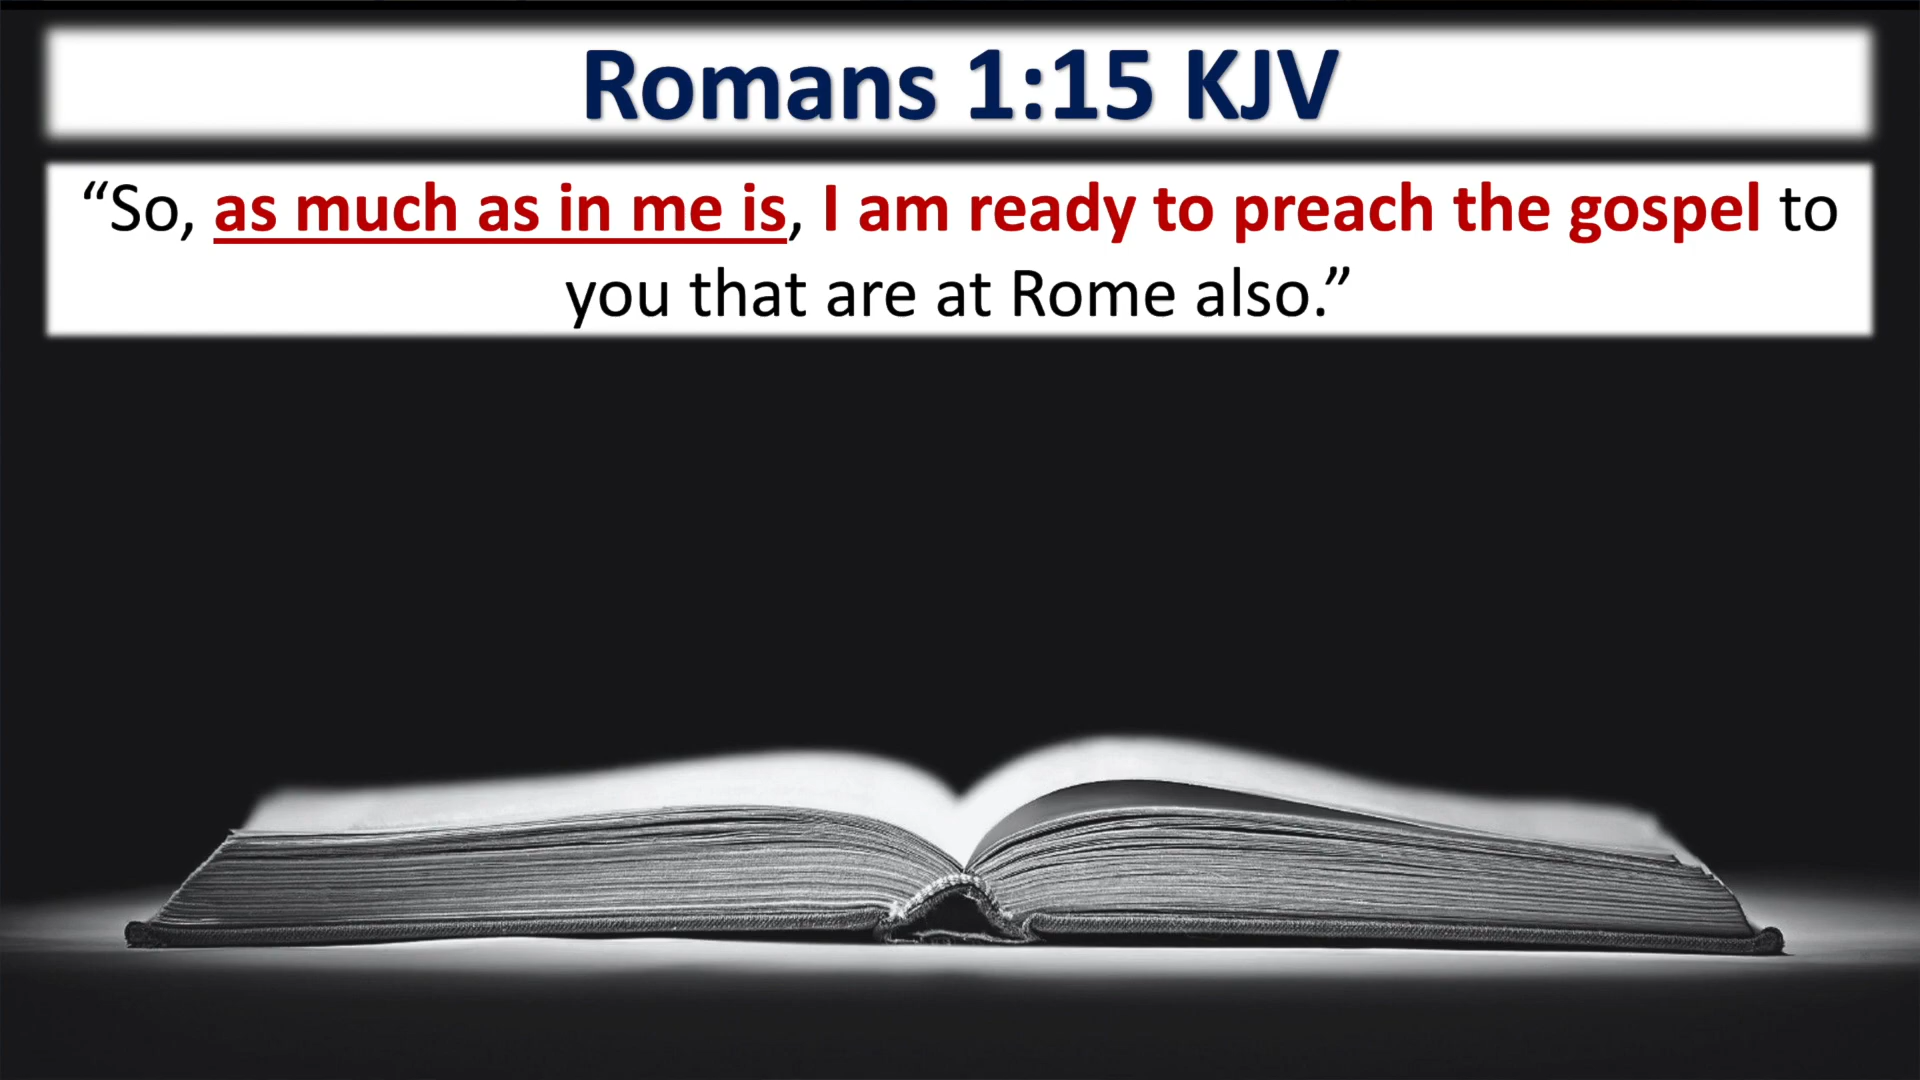 Romans 1:15 KJV
“So, as much as in me is, I am ready to preach the gospel to
you that are at Rome also.”